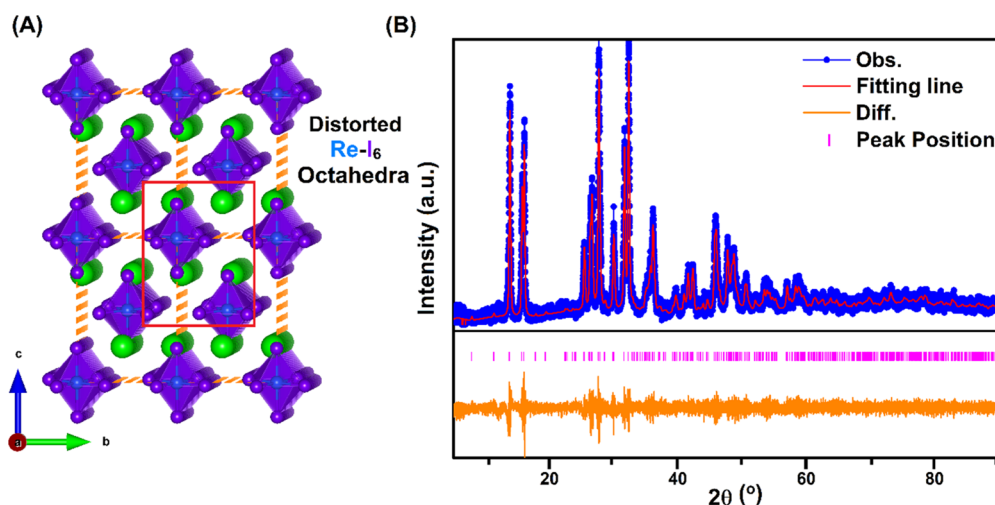 (A)
Distorted
Re-I₆
Octahedra
c
a
b
(B)
Obs.
Fitting line
Diff.
Peak Position
Intensity (a.u.)
20
40
60
80
2θ (°)